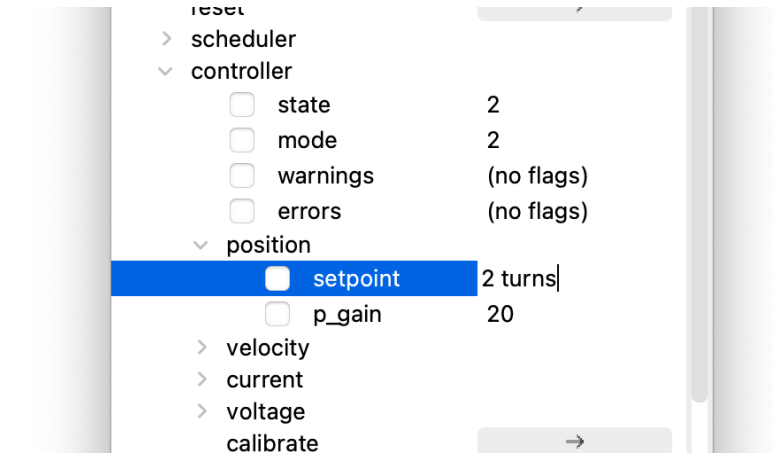 reset
scheduler
controller
state 2
mode 2
warnings (no flags)
errors (no flags)
position
setpoint 2 turns
p_gain 20
velocity
current
voltage
calibrate